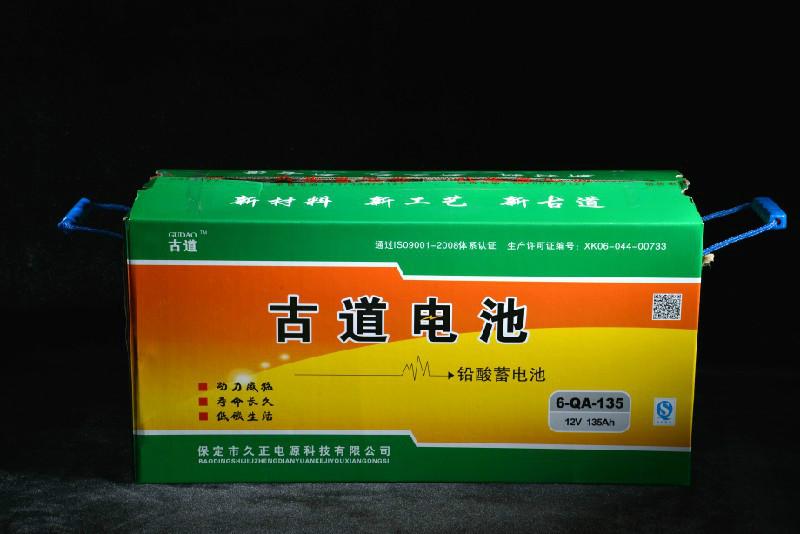 新材料 新工艺 新古道
GUDAO™
古道
通过ISO9001-2008体系认证 生产许可证编号：XK06-044-00733
古道电池
铅酸蓄电池
动力威猛
寿命长久
低碳生活
6-QA-135
12V 135Ah
保定市久正电源科技有限公司